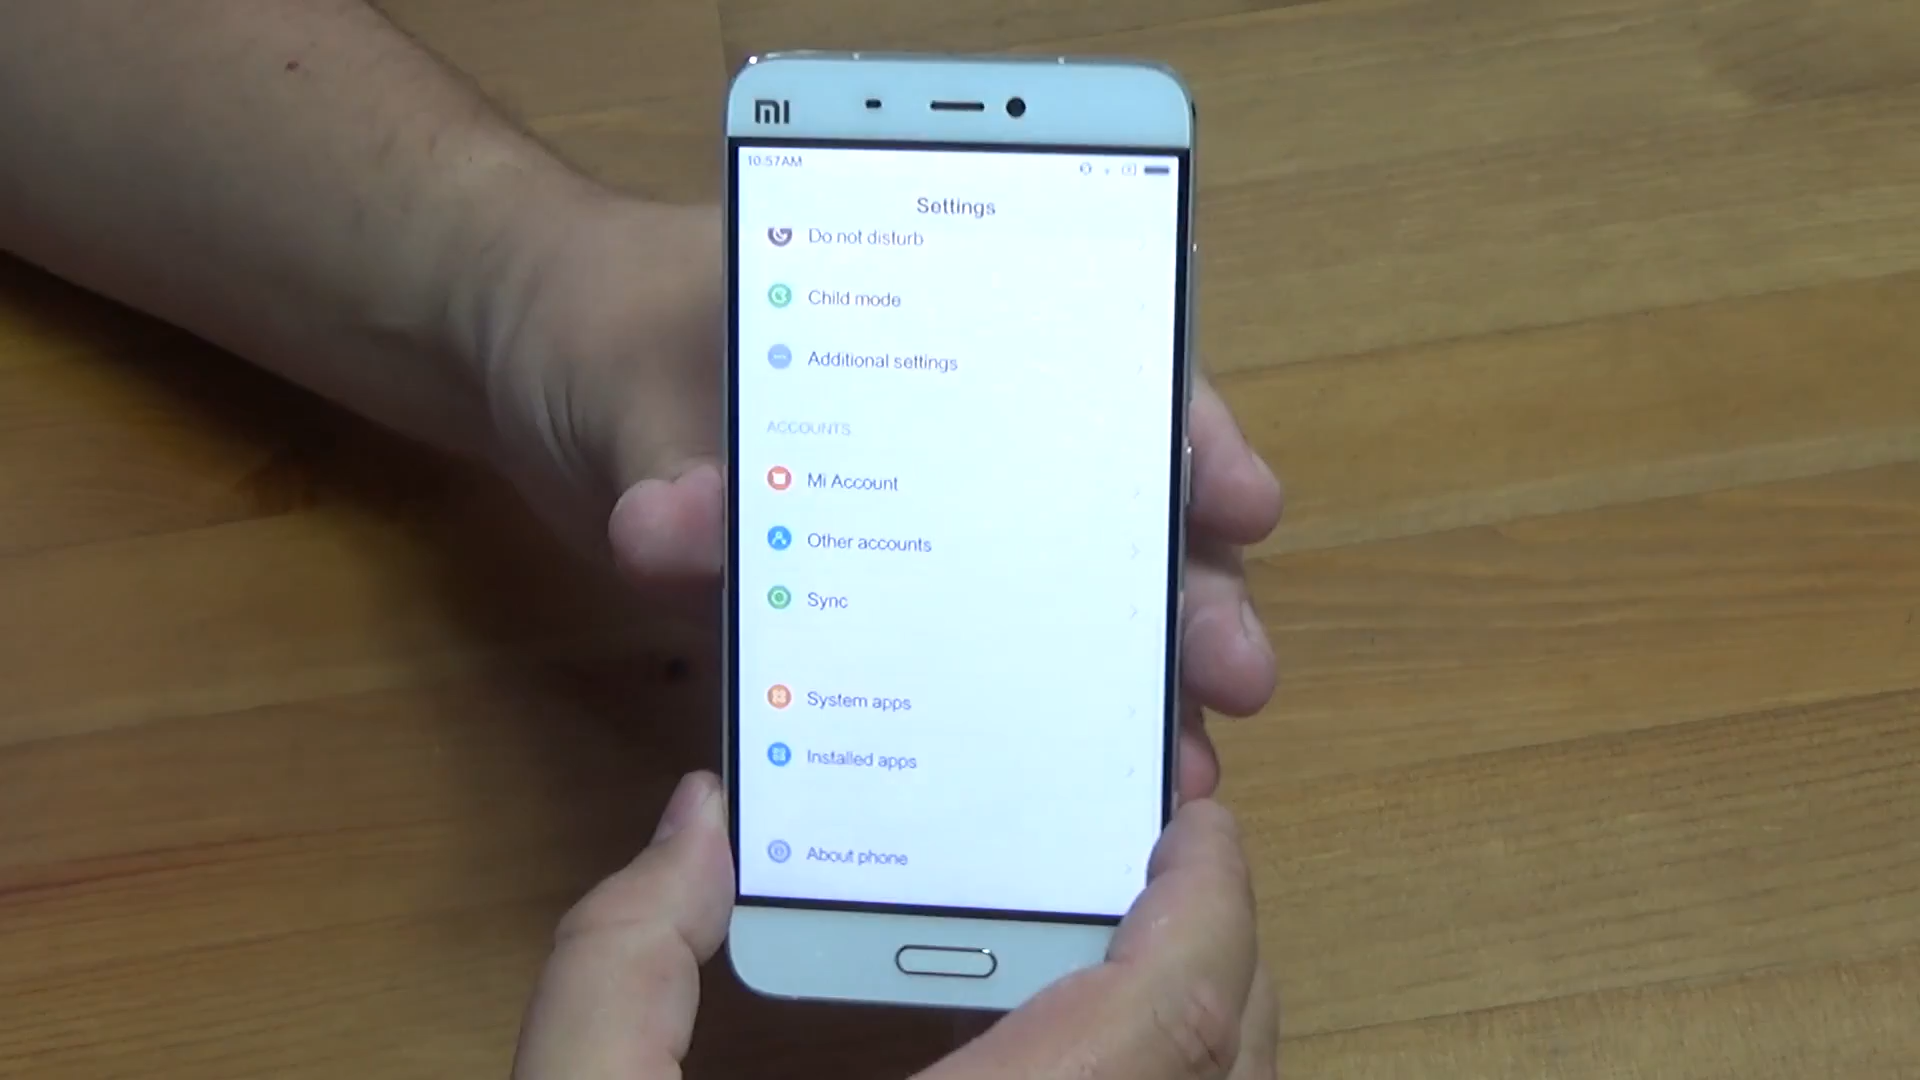 MI
10:57AM
Settings
Do not disturb
Child mode
Additional settings
ACCOUNTS
Mi Account
Other accounts
Sync
System apps
Installed apps
About phone